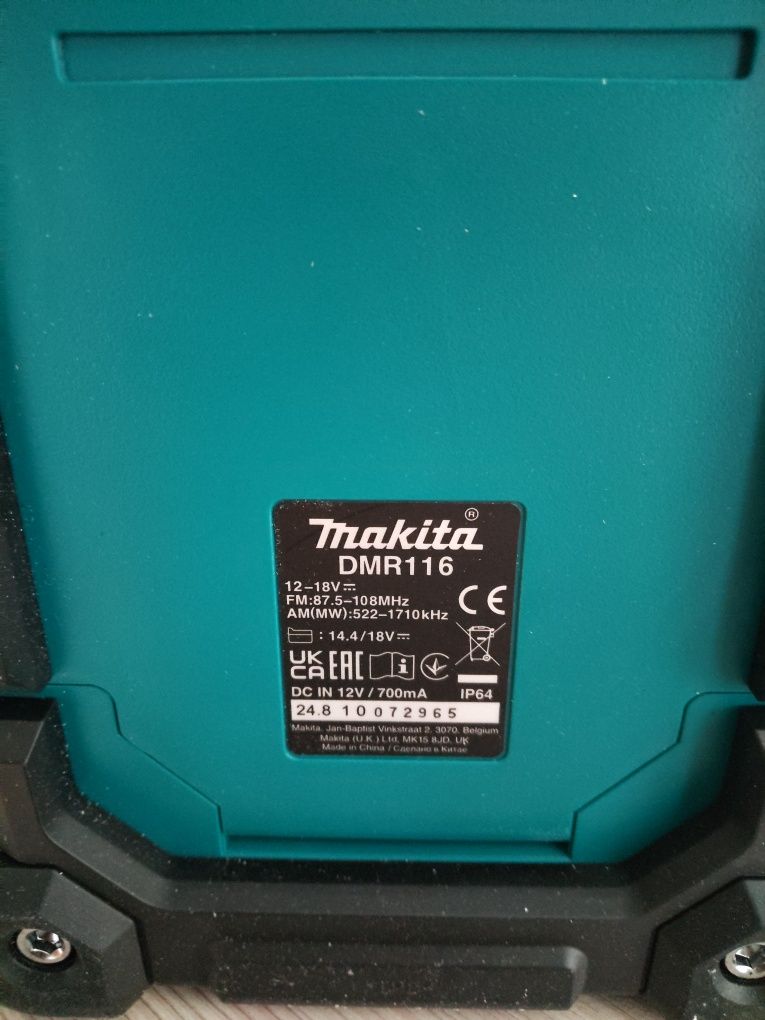 makita®
DMR116
12–18V⎓
FM:87.5–108MHz
AM(MW):522–1710kHz
CE
: 14.4/18V⎓
UK
CA EAC i
DC IN 12V / 700mA IP64
24.8 10 072965
Makita, Jan-Baptist Vinkstraat 2, 3070, Belgium
Makita (U.K.) Ltd, MK15 8JD, UK
Made in China / Сделано в Китае